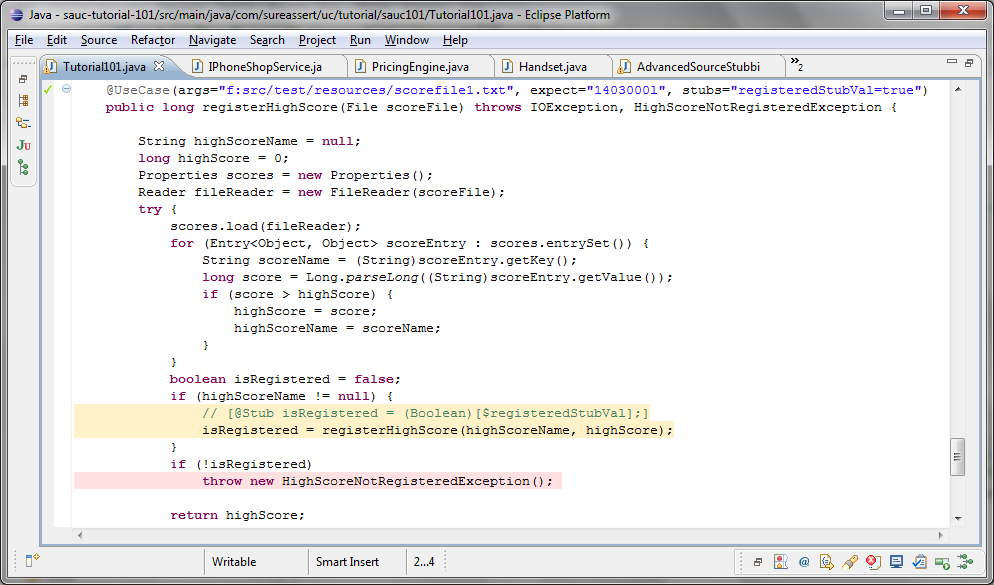 Java - sauc-tutorial-101/src/main/java/com/sureassert/uc/tutorial/sauc101/Tutorial101.java - Eclipse Platform
File Edit Source Refactor Navigate Search Project Run Window Help
Tutorial101.java IPhoneShopService.ja PricingEngine.java Handset.java AdvancedSourceStubbi »2
@UseCase(args="f:src/test/resources/scorefile1.txt", expect="14030000l", stubs="registeredStubVal=true")
public long registerHighScore(File scoreFile) throws IOException, HighScoreNotRegisteredException {
String highScoreName = null;
long highScore = 0;
Properties scores = new Properties();
Reader fileReader = new FileReader(scoreFile);
try {
scores.load(fileReader);
for (Entry<Object, Object> scoreEntry : scores.entrySet()) {
String scoreName = (String)scoreEntry.getKey();
long score = Long.parseLong((String)scoreEntry.getValue());
if (score > highScore) {
highScore = score;
highScoreName = scoreName;
}
}
boolean isRegistered = false;
if (highScoreName != null) {
// [@Stub isRegistered = (Boolean)[$registeredStubVal];]
isRegistered = registerHighScore(highScoreName, highScore);
}
if (!isRegistered)
throw new HighScoreNotRegisteredException();
return highScore;
Writable Smart Insert 2...4